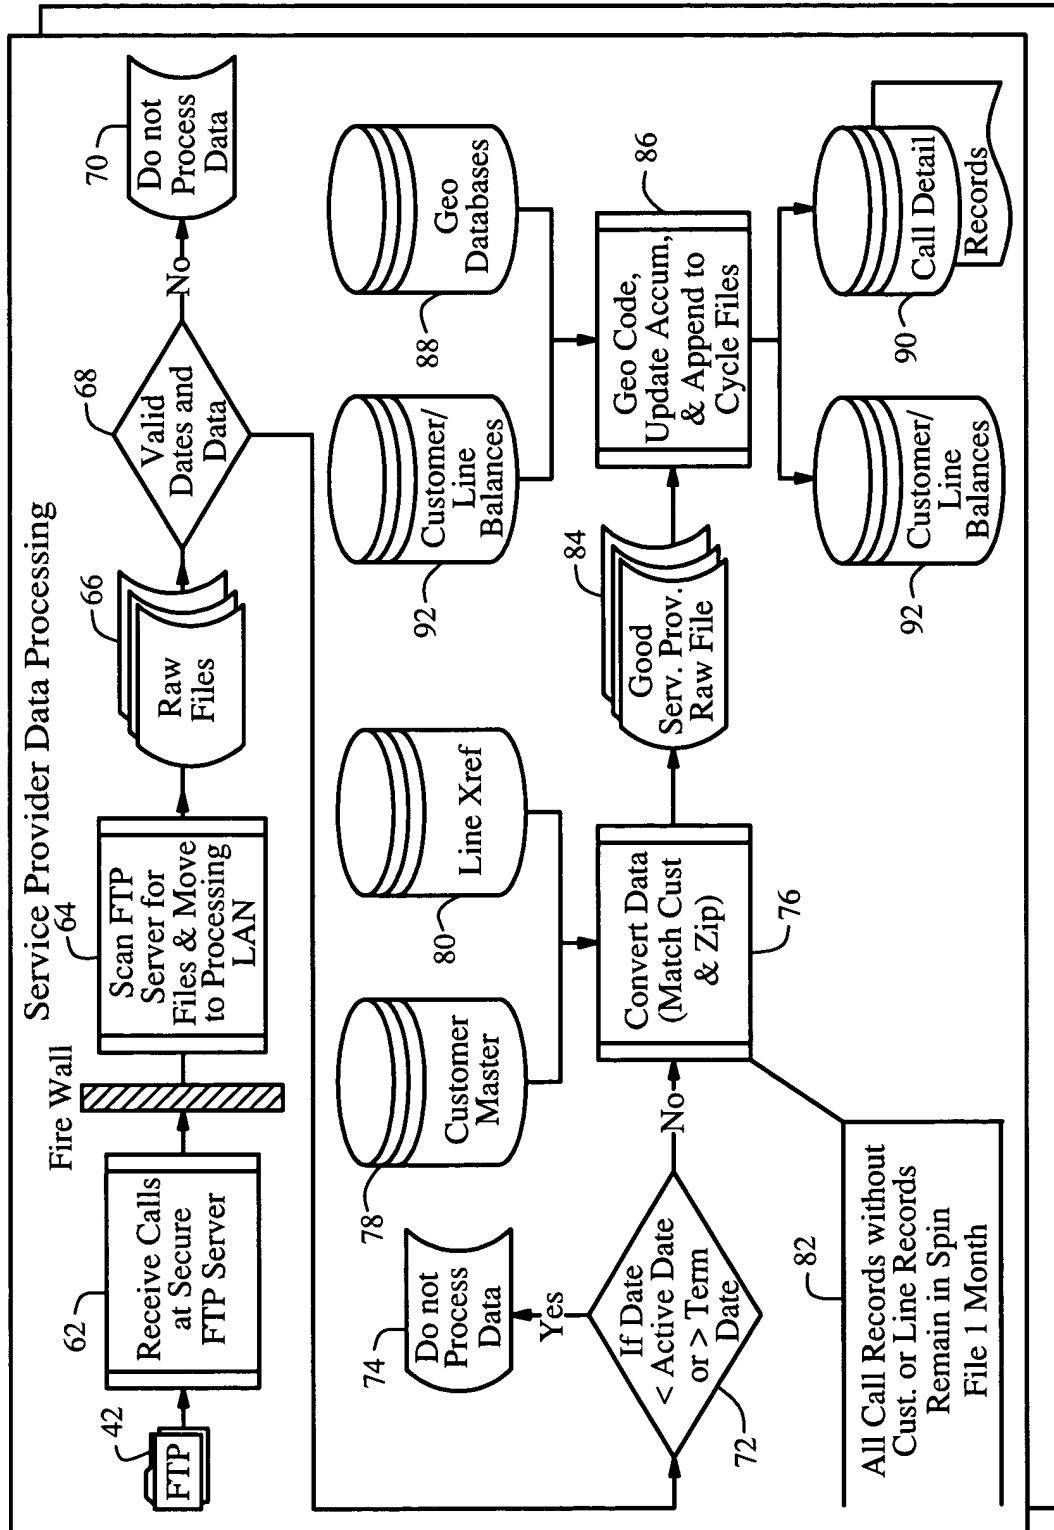 Service Provider Data Processing
42
FTP
62
Receive Calls
at Secure
FTP Server
Fire Wall
64
Scan FTP
Server for
Files & Move
to Processing
LAN
66
Raw
Files
68
Valid
Dates and
Data
No
70
Do not
Process
Data
72
If Date
< Active Date
or > Term
Date
Yes
74
Do not
Process
Data
No
78
Customer
Master
80
Line Xref
76
Convert Data
(Match Cust
& Zip)
82
All Call Records without
Cust. or Line Records
Remain in Spin
File 1 Month
84
Good
Serv. Prov.
Raw File
92
Customer/
Line
Balances
88
Geo
Databases
86
Geo Code,
Update Accum,
& Append to
Cycle Files
92
Customer/
Line
Balances
90
Call Detail
Records